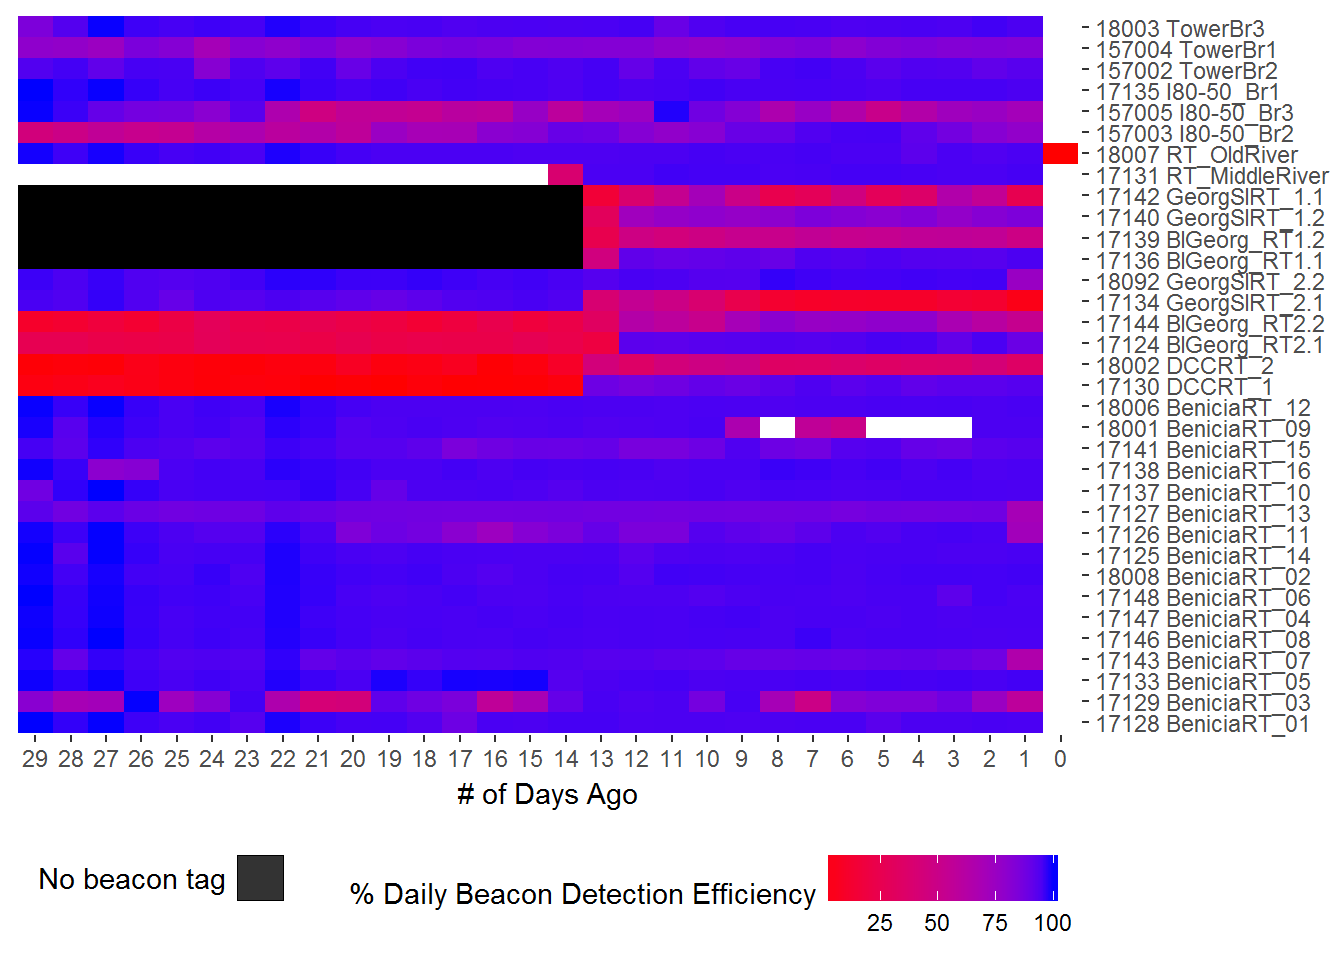 18003 TowerBr3
157004 TowerBr1
157002 TowerBr2
17135 I80-50_Br1
157005 I80-50_Br3
157003 I80-50_Br2
18007 RT_OldRiver
17131 RT_MiddleRiver
17142 GeorgSlRT_1.1
17140 GeorgSlRT_1.2
17139 BlGeorg_RT1.2
17136 BlGeorg_RT1.1
18092 GeorgSlRT_2.2
17134 GeorgSlRT_2.1
17144 BlGeorg_RT2.2
17124 BlGeorg_RT2.1
18002 DCCRT_2
17130 DCCRT_1
18006 BeniciaRT_12
18001 BeniciaRT_09
17141 BeniciaRT_15
17138 BeniciaRT_16
17137 BeniciaRT_10
17127 BeniciaRT_13
17126 BeniciaRT_11
17125 BeniciaRT_14
18008 BeniciaRT_02
17148 BeniciaRT_06
17147 BeniciaRT_04
17146 BeniciaRT_08
17143 BeniciaRT_07
17133 BeniciaRT_05
17129 BeniciaRT_03
17128 BeniciaRT_01
29 28 27 26 25 24 23 22 21 20 19 18 17 16 15 14 13 12 11 10 9 8 7 6 5 4 3 2 1 0
# of Days Ago
No beacon tag
% Daily Beacon Detection Efficiency
25 50 75 100